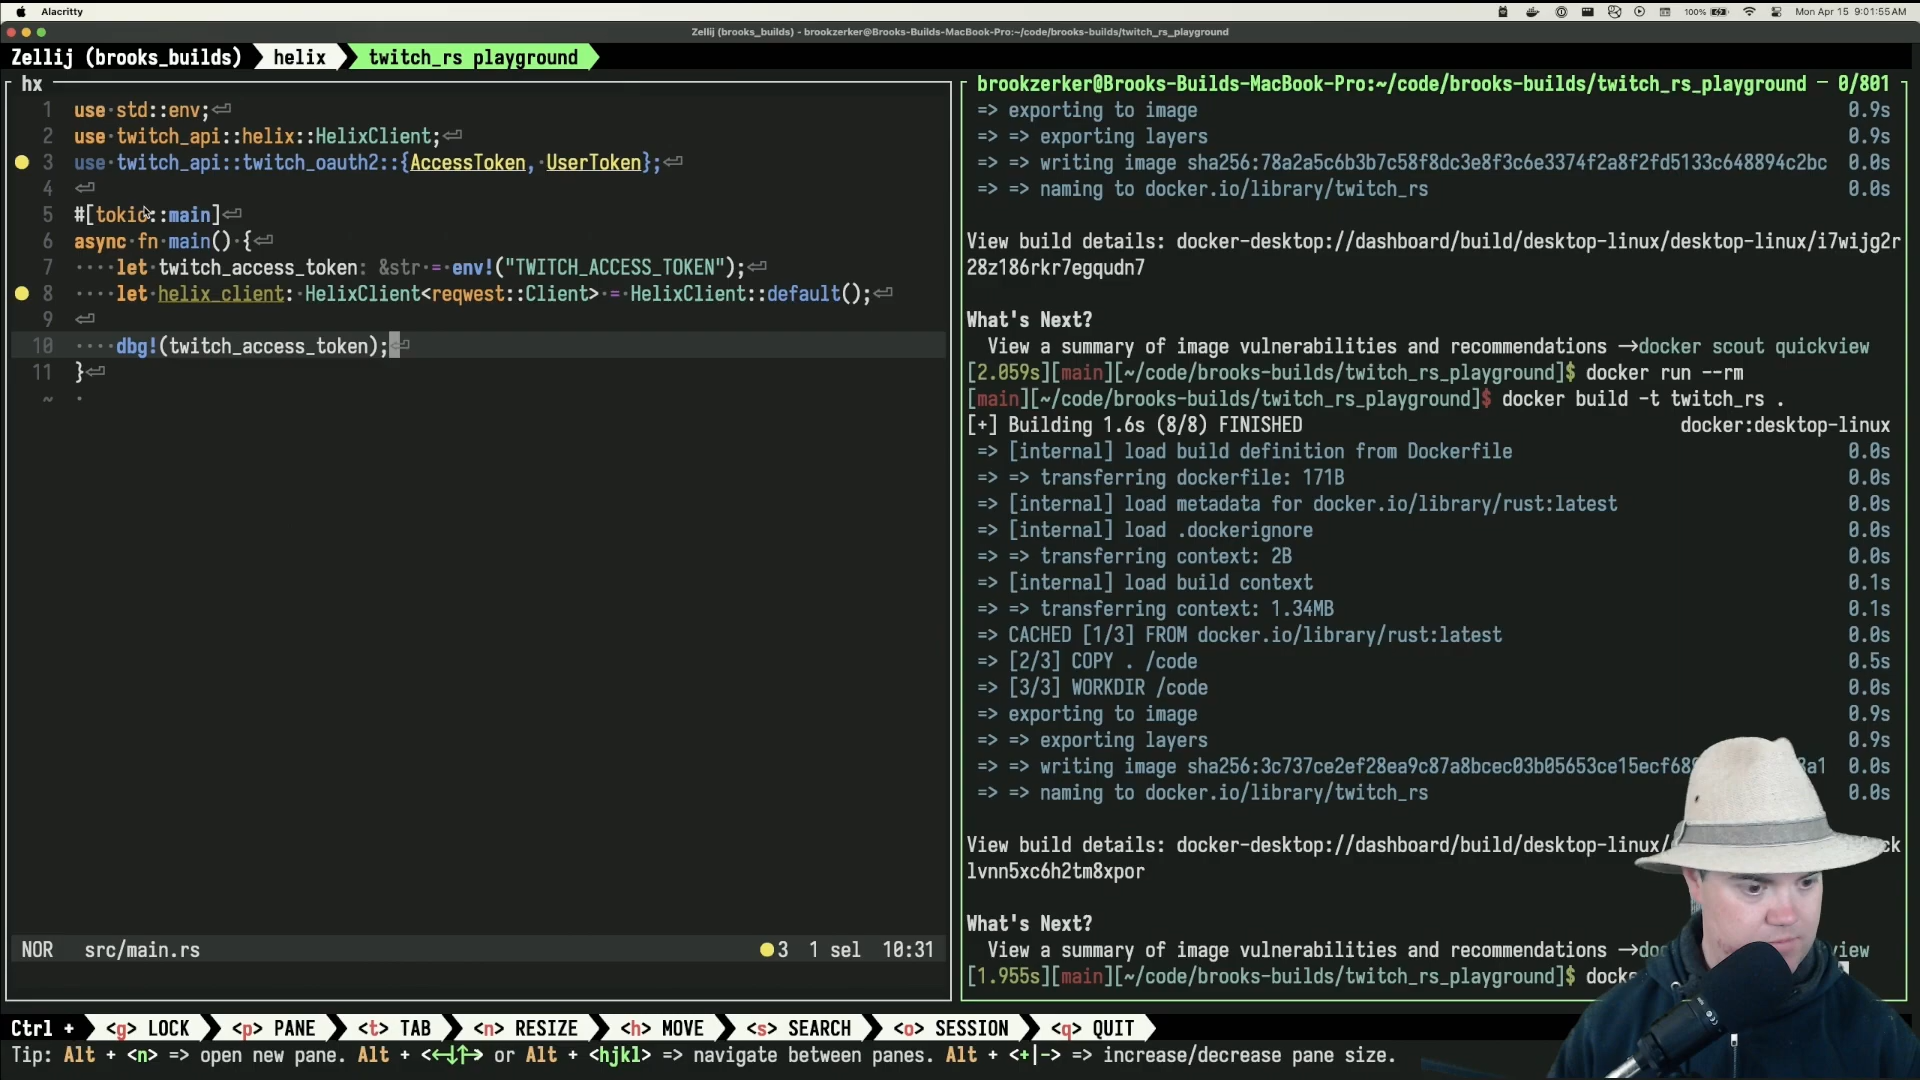 Alacritty
100%
Mon Apr 15 9:01:55 AM
Zellij (brooks_builds) - brookzerker@Brooks-Builds-MacBook-Pro:~/code/brooks-builds/twitch_rs_playground
Zellij (brooks_builds) helix twitch_rs playground
hx
1 use·std::env;⏎
2 use·twitch_api::helix::HelixClient;⏎
3 use·twitch_api::twitch_oauth2::{AccessToken,·UserToken};⏎
4 ⏎
5 #[tokio::main]⏎
6 async·fn·main()·{⏎
7 ····let·twitch_access_token: &str·=·env!("TWITCH_ACCESS_TOKEN");⏎
8 ····let·helix_client:·HelixClient<reqwest::Client>·=·HelixClient::default();⏎
9 ⏎
10 ····dbg!(twitch_access_token);⏎
11 }⏎
~ ·
NOR src/main.rs 3 1 sel 10:31
brookzerker@Brooks-Builds-MacBook-Pro:~/code/brooks-builds/twitch_rs_playground — 0/801
=> exporting to image 0.9s
=> => exporting layers 0.9s
=> => writing image sha256:78a2a5c6b3b7c58f8dc3e8f3c6e3374f2a8f2fd5133c648894c2bc 0.0s
=> => naming to docker.io/library/twitch_rs 0.0s
View build details: docker-desktop://dashboard/build/desktop-linux/desktop-linux/i7wijg2r
28z186rkr7egqudn7
What's Next?
View a summary of image vulnerabilities and recommendations → docker scout quickview
[2.059s][main][~/code/brooks-builds/twitch_rs_playground]$ docker run --rm
[main][~/code/brooks-builds/twitch_rs_playground]$ docker build -t twitch_rs .
[+] Building 1.6s (8/8) FINISHED docker:desktop-linux
=> [internal] load build definition from Dockerfile 0.0s
=> => transferring dockerfile: 171B 0.0s
=> [internal] load metadata for docker.io/library/rust:latest 0.0s
=> [internal] load .dockerignore 0.0s
=> => transferring context: 2B 0.0s
=> [internal] load build context 0.1s
=> => transferring context: 1.34MB 0.1s
=> CACHED [1/3] FROM docker.io/library/rust:latest 0.0s
=> [2/3] COPY . /code 0.5s
=> [3/3] WORKDIR /code 0.0s
=> exporting to image 0.9s
=> => exporting layers 0.9s
=> => writing image 0.0s
=> => naming to docker.io/library/twitch_rs 0.0s
View build details: docker-desktop://dashboard/build/desktop-linux/
lvnn5xc6h2tm8xpor
What's Next?
View a summary of image vulnerabilities and recommendations →
[1.955s][main][~/code/brooks-builds/twitch_rs_playground]$
Ctrl + <g> LOCK <p> PANE <t> TAB <n> RESIZE <h> MOVE <s> SEARCH <o> SESSION <q> QUIT
Tip: Alt + <n> => open new pane. Alt + <←↓↑→> or Alt + <hjkl> => navigate between panes. Alt + <+|-> => increase/decrease pane size.